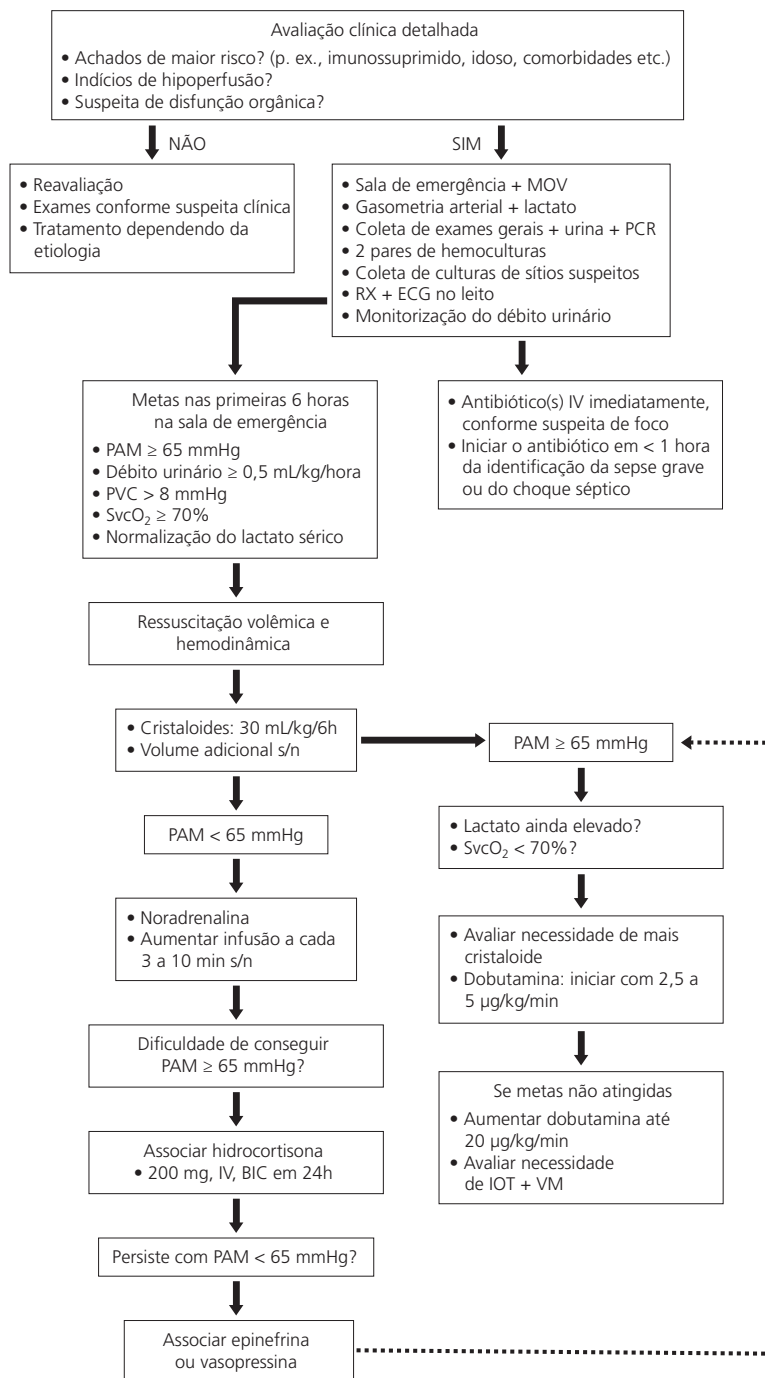 Avaliação clínica detalhada
• Achados de maior risco? (p. ex., imunossuprimido, idoso, comorbidades etc.)
• Indícios de hipoperfusão?
• Suspeita de disfunção orgânica?
NÃO
SIM
• Reavaliação
• Exames conforme suspeita clínica
• Tratamento dependendo da
etiologia
• Sala de emergência + MOV
• Gasometria arterial + lactato
• Coleta de exames gerais + urina + PCR
• 2 pares de hemoculturas
• Coleta de culturas de sítios suspeitos
• RX + ECG no leito
• Monitorização do débito urinário
Metas nas primeiras 6 horas
na sala de emergência
• PAM ≥ 65 mmHg
• Débito urinário ≥ 0,5 mL/kg/hora
• PVC > 8 mmHg
• SvcO₂ ≥ 70%
• Normalização do lactato sérico
• Antibiótico(s) IV imediatamente,
conforme suspeita de foco
• Iniciar o antibiótico em < 1 hora
da identificação da sepse grave
ou do choque séptico
Ressuscitação volêmica e
hemodinâmica
• Cristaloides: 30 mL/kg/6h
• Volume adicional s/n
PAM ≥ 65 mmHg
PAM < 65 mmHg
• Lactato ainda elevado?
• SvcO₂ < 70%?
• Noradrenalina
• Aumentar infusão a cada
3 a 10 min s/n
• Avaliar necessidade de mais
cristaloide
• Dobutamina: iniciar com 2,5 a
5 µg/kg/min
Dificuldade de conseguir
PAM ≥ 65 mmHg?
Se metas não atingidas
• Aumentar dobutamina até
20 µg/kg/min
• Avaliar necessidade
de IOT + VM
Associar hidrocortisona
• 200 mg, IV, BIC em 24h
Persiste com PAM < 65 mmHg?
Associar epinefrina
ou vasopressina